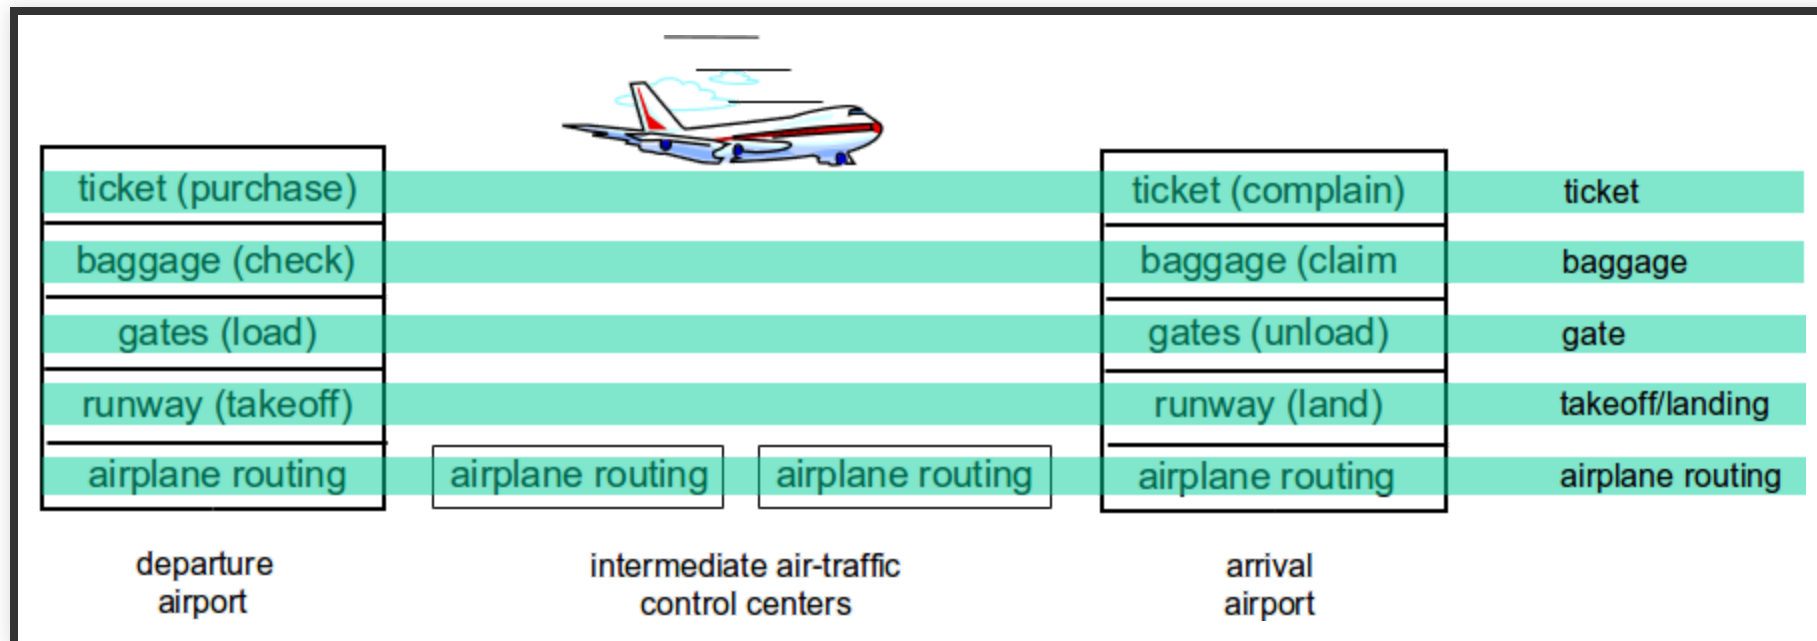 ticket (purchase) ticket (complain) ticket
baggage (check) baggage (claim baggage
gates (load) gates (unload) gate
runway (takeoff) runway (land) takeoff/landing
airplane routing airplane routing airplane routing airplane routing airplane routing
departure
airport
intermediate air-traffic
control centers
arrival
airport